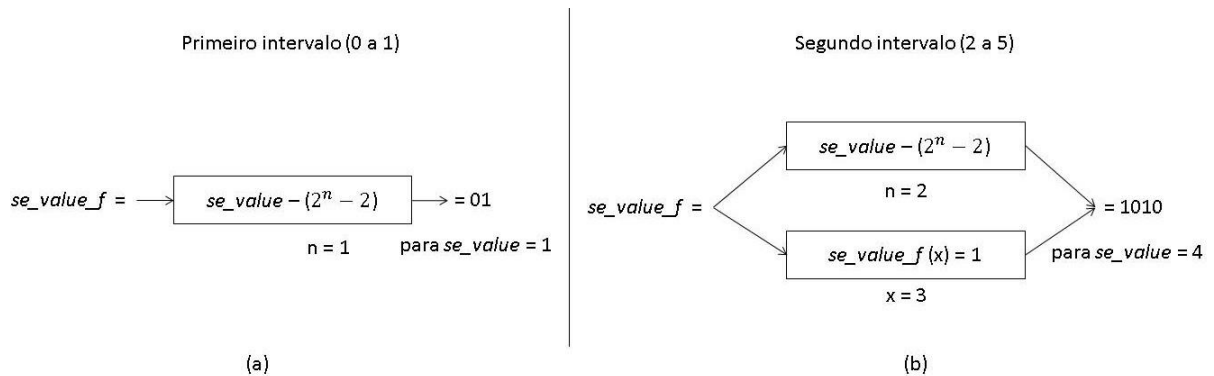 Primeiro intervalo (0 a 1)
se_value_f = se_value – (2ⁿ − 2) = 01
n = 1 para se_value = 1
(a)
Segundo intervalo (2 a 5)
se_value – (2ⁿ − 2)
n = 2
se_value_f = = 1010
se_value_f (x) = 1 para se_value = 4
x = 3
(b)